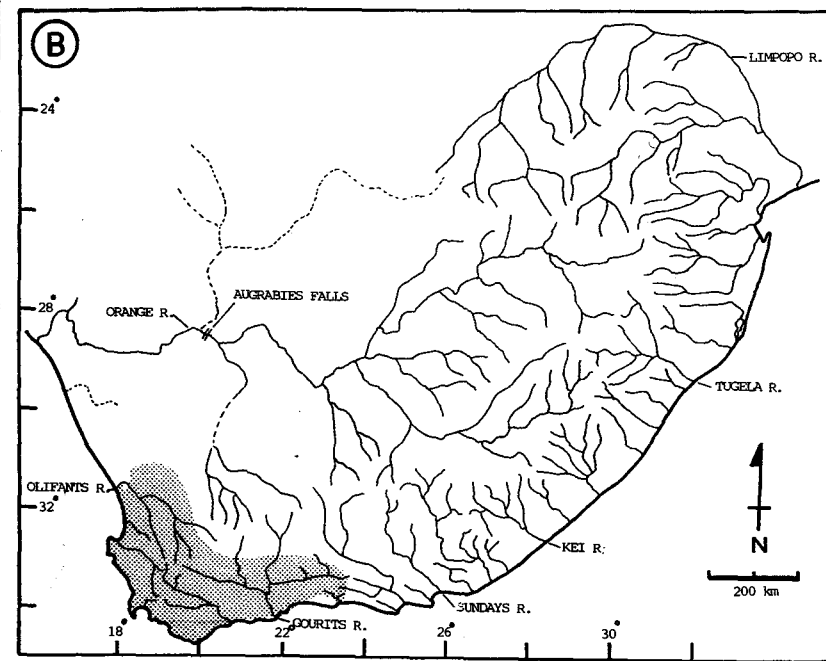 B
LIMPOPO R.
24°
28°
AUGRABIES FALLS
ORANGE R.
TUGELA R.
OLIFANTS R.
32°
N
KEI R.
200 km
SUNDAYS R.
GOURITS R.
18°
22°
26°
30°